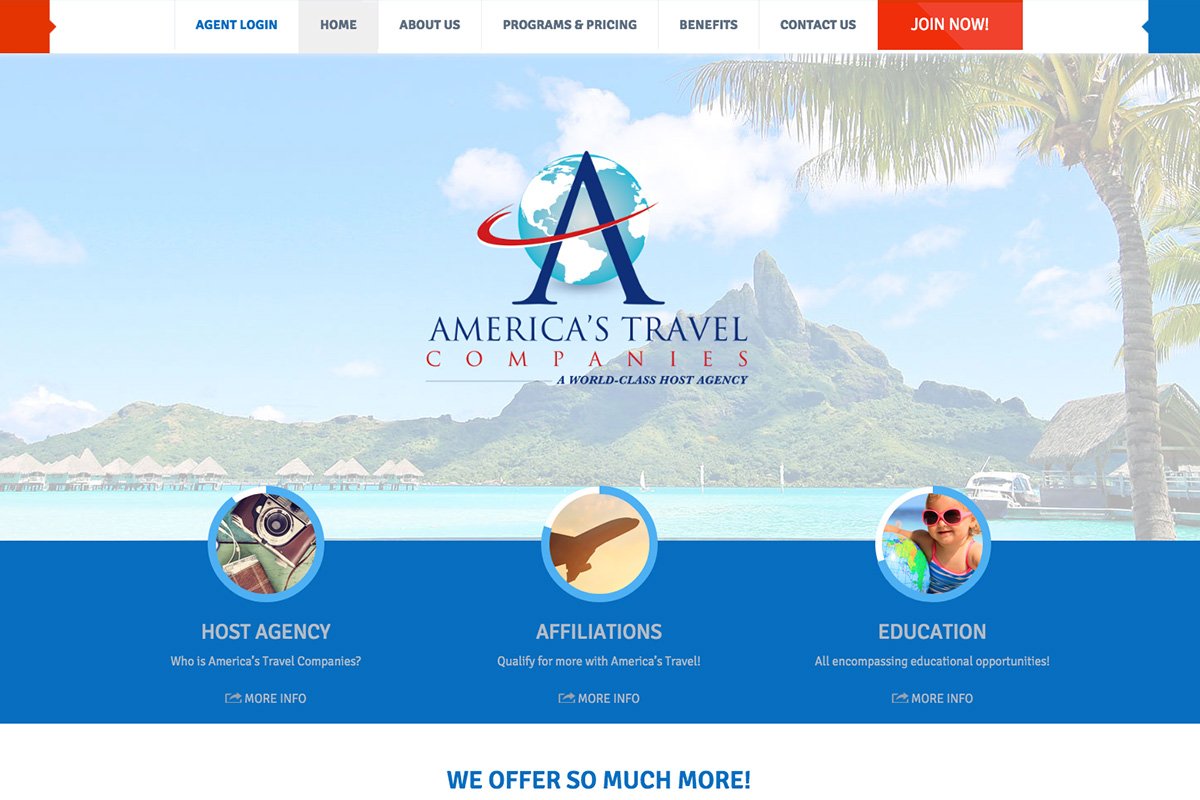 AGENT LOGIN HOME ABOUT US PROGRAMS & PRICING BENEFITS CONTACT US JOIN NOW!
A
AMERICA'S TRAVEL
COMPANIES
A WORLD-CLASS HOST AGENCY
HOST AGENCY AFFILIATIONS EDUCATION
Who is America's Travel Companies? Qualify for more with America's Travel! All encompassing educational opportunities!
MORE INFO MORE INFO MORE INFO
WE OFFER SO MUCH MORE!